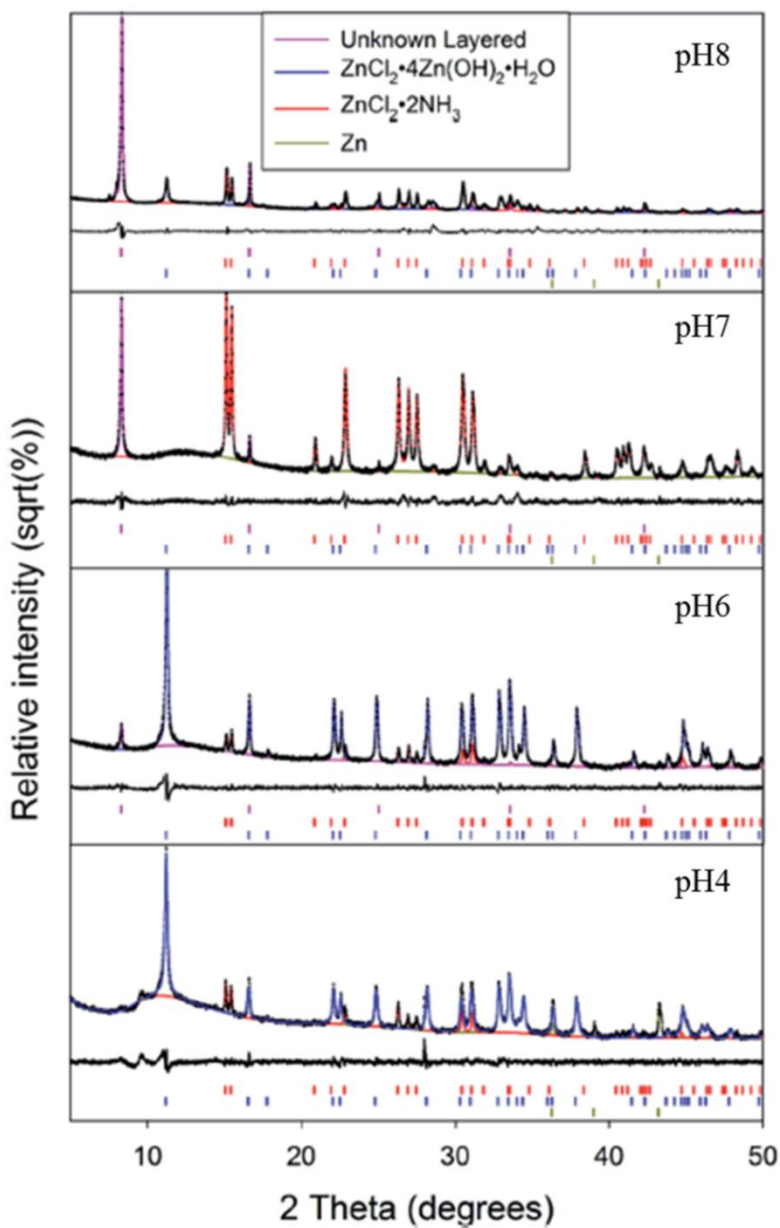 Unknown Layered
ZnCl₂•4Zn(OH)₂•H₂O
ZnCl₂•2NH₃
Zn
pH8
pH7
pH6
pH4
Relative intensity (sqrt(%))
10 20 30 40 50
2 Theta (degrees)